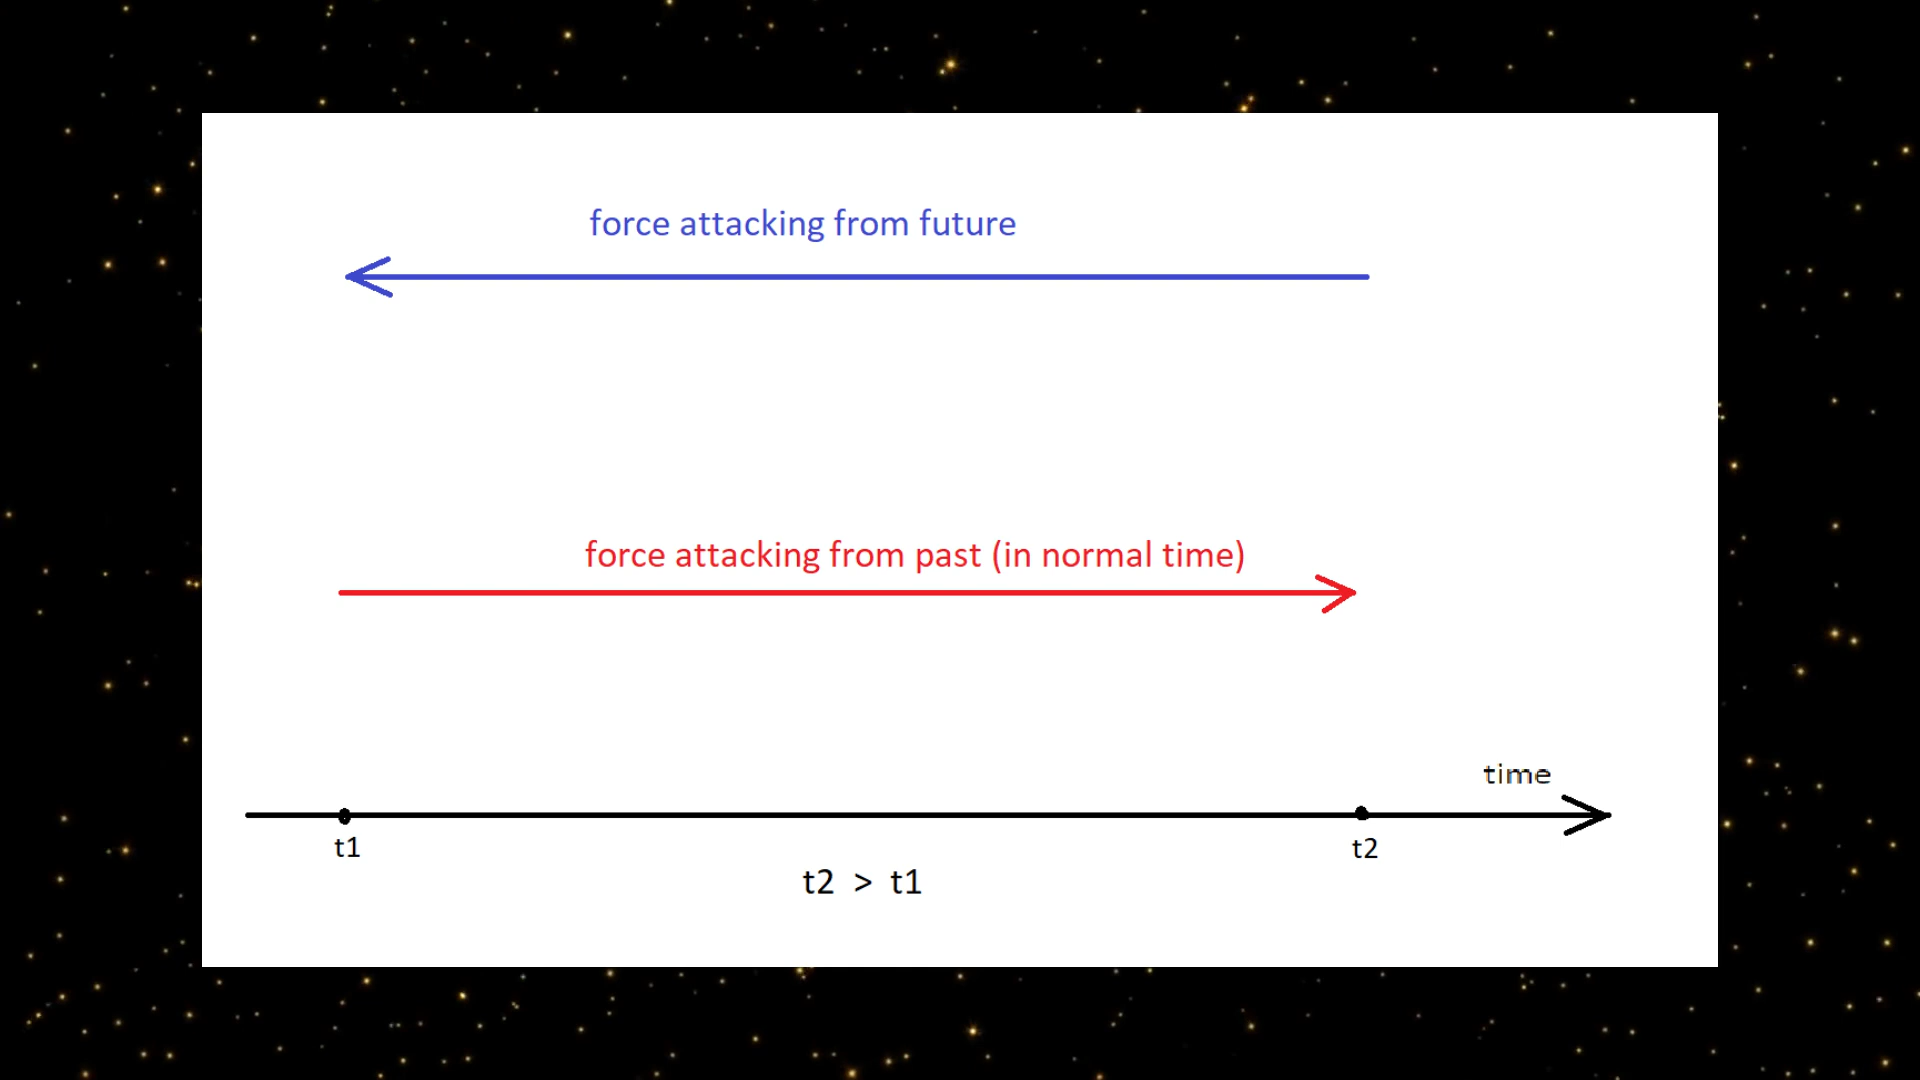 force attacking from future
force attacking from past (in normal time)
time
t1
t2
t2 > t1